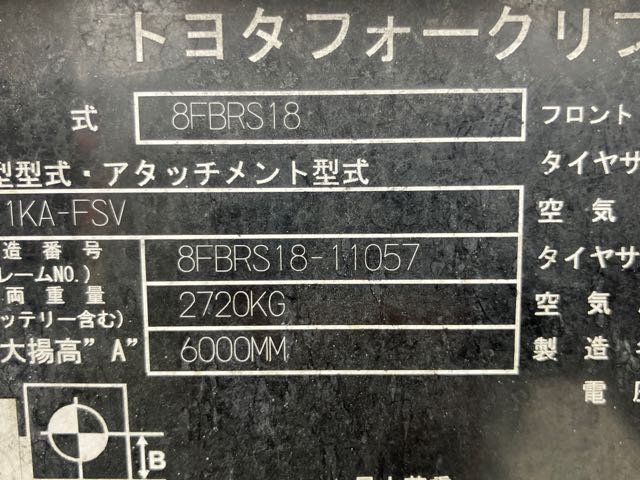 トヨタフォークリフ
式 8FBRS18 フロント
型型式・アタッチメント型式 タイヤサ
1KA-FSV 空気
造番号 8FBRS18-11057 タイヤサ
レームNO.)
両重量 2720KG 空気
ッテリー含む)
大揚高"A" 6000MM 製造
電圧
B